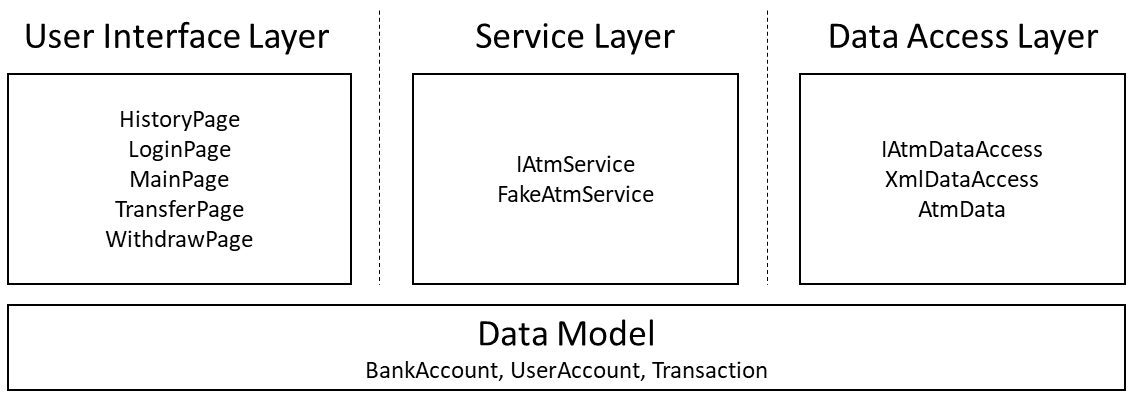 User Interface Layer
HistoryPage
LoginPage
MainPage
TransferPage
WithdrawPage
Service Layer
IAtmService
FakeAtmService
Data Access Layer
IAtmDataAccess
XmlDataAccess
AtmData
Data Model
BankAccount, UserAccount, Transaction